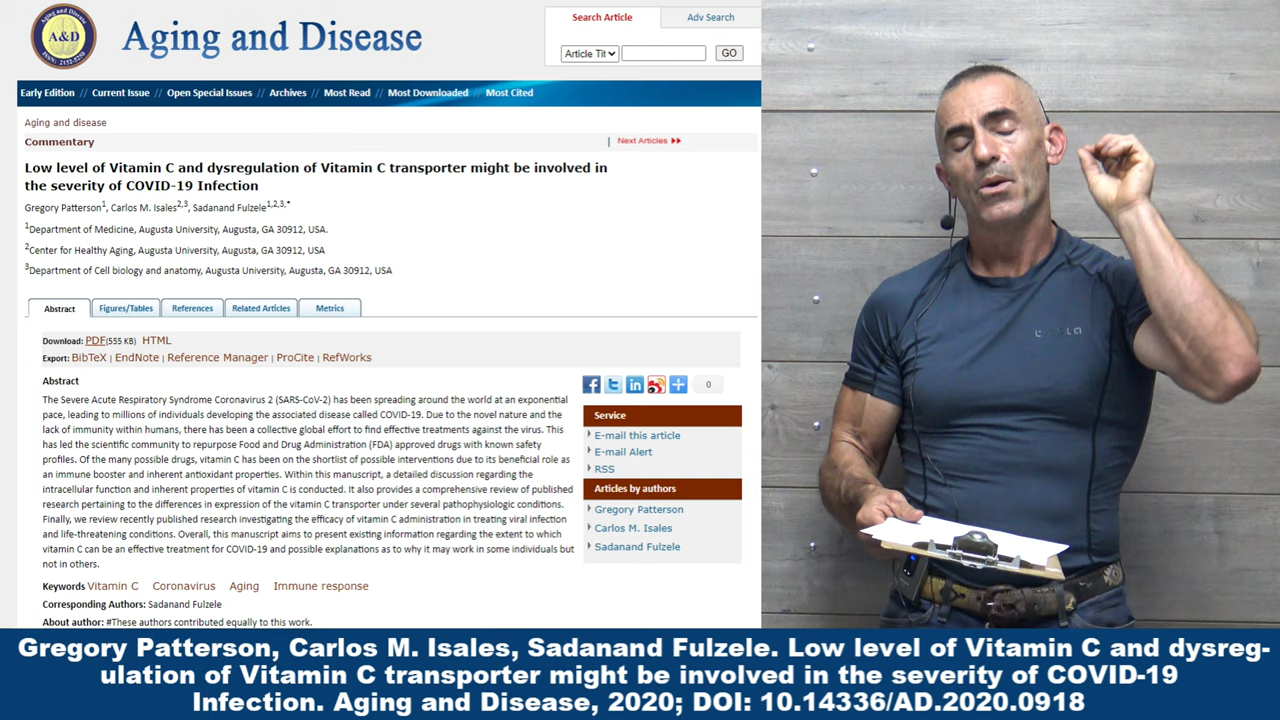 Aging and Disease
A&D
ISSN: 2152-5250
Aging and Disease
Search Article
Adv Search
Article Titl
GO
Early Edition // Current Issue // Open Special Issues // Archives // Most Read // Most Downloaded // Most Cited
Aging and disease
Commentary
| Next Articles
Low level of Vitamin C and dysregulation of Vitamin C transporter might be involved in
the severity of COVID-19 Infection
Gregory Patterson1, Carlos M. Isales2,3, Sadanand Fulzele1,2,3,*
1Department of Medicine, Augusta University, Augusta, GA 30912, USA.
2Center for Healthy Aging, Augusta University, Augusta, GA 30912, USA
3Department of Cell biology and anatomy, Augusta University, Augusta, GA 30912, USA
Abstract
Figures/Tables
References
Related Articles
Metrics
Download: PDF(555 KB) HTML
Export: BibTeX | EndNote | Reference Manager | ProCite | RefWorks
Abstract
The Severe Acute Respiratory Syndrome Coronavirus 2 (SARS-CoV-2) has been spreading around the world at an exponential
pace, leading to millions of individuals developing the associated disease called COVID-19. Due to the novel nature and the
lack of immunity within humans, there has been a collective global effort to find effective treatments against the virus. This
has led the scientific community to repurpose Food and Drug Administration (FDA) approved drugs with known safety
profiles. Of the many possible drugs, vitamin C has been on the shortlist of possible interventions due to its beneficial role as
an immune booster and inherent antioxidant properties. Within this manuscript, a detailed discussion regarding the
intracellular function and inherent properties of vitamin C is conducted. It also provides a comprehensive review of published
research pertaining to the differences in expression of the vitamin C transporter under several pathophysiologic conditions.
Finally, we review recently published research investigating the efficacy of vitamin C administration in treating viral infection
and life-threatening conditions. Overall, this manuscript aims to present existing information regarding the extent to which
vitamin C can be an effective treatment for COVID-19 and possible explanations as to why it may work in some individuals but
not in others.
0
Service
E-mail this article
E-mail Alert
RSS
Articles by authors
Gregory Patterson
Carlos M. Isales
Sadanand Fulzele
Keywords Vitamin C Coronavirus Aging Immune response
Corresponding Authors: Sadanand Fulzele
About author: #These authors contributed equally to this work.
Gregory Patterson, Carlos M. Isales, Sadanand Fulzele. Low level of Vitamin C and dysreg-
ulation of Vitamin C transporter might be involved in the severity of COVID-19
Infection. Aging and Disease, 2020; DOI: 10.14336/AD.2020.0918